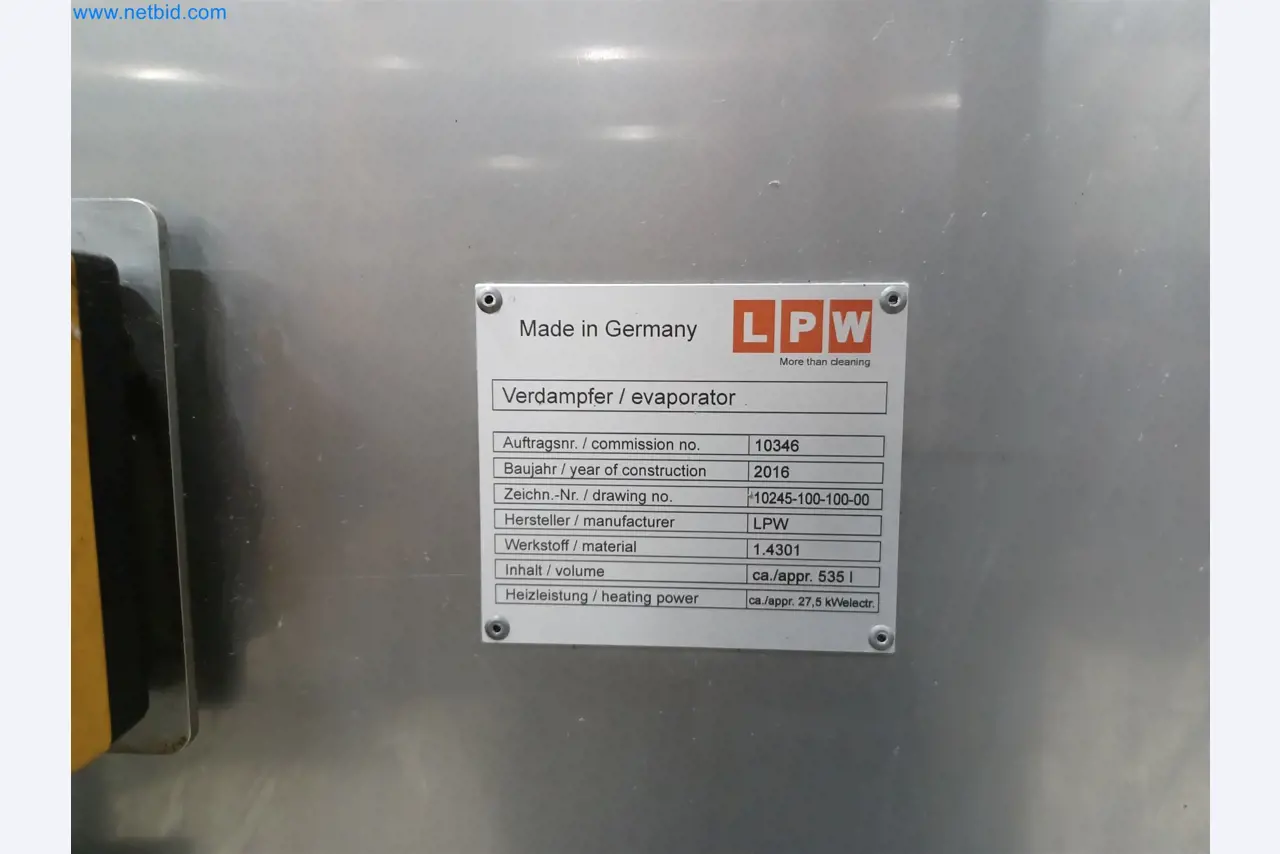 www.netbid.com
Made in Germany
LPW
More than cleaning
Verdampfer / evaporator
Auftragsnr. / commission no. 10346
Baujahr / year of construction 2016
Zeichn.-Nr. / drawing no. 10245-100-100-00
Hersteller / manufacturer LPW
Werkstoff / material 1.4301
Inhalt / volume ca./appr. 535 l
Heizleistung / heating power ca./appr. 27,5 kWelectr.